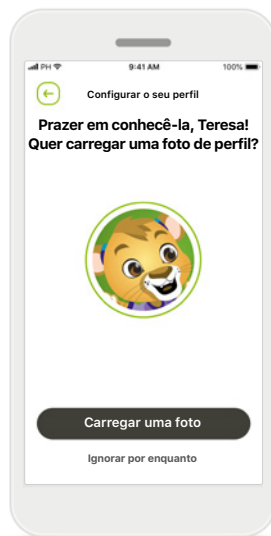 PH 9:41 AM 100%
Configurar o seu perfil
Prazer em conhecê-la, Teresa!
Quer carregar uma foto de perfil?
Carregar uma foto
Ignorar por enquanto